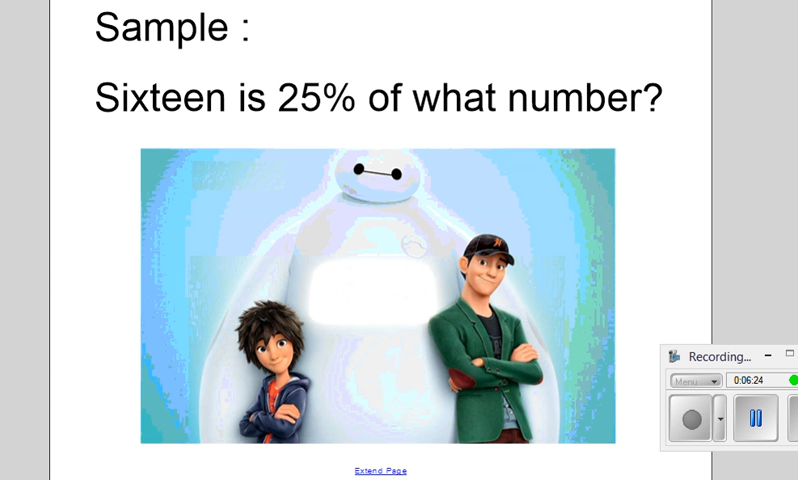 Sample :
Sixteen is 25% of what number?
Recording...
Menu
0:06:24
Extend Page